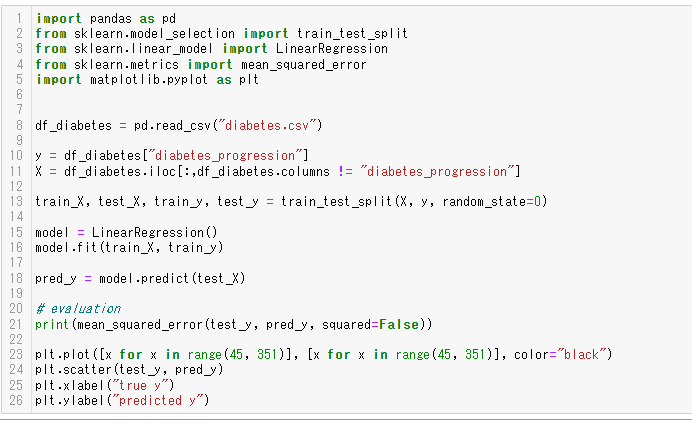 1 import pandas as pd
2 from sklearn.model_selection import train_test_split
3 from sklearn.linear_model import LinearRegression
4 from sklearn.metrics import mean_squared_error
5 import matplotlib.pyplot as plt
6
7
8 df_diabetes = pd.read_csv("diabetes.csv")
9
10 y = df_diabetes["diabetes_progression"]
11 X = df_diabetes.iloc[:,df_diabetes.columns != "diabetes_progression"]
12
13 train_X, test_X, train_y, test_y = train_test_split(X, y, random_state=0)
14
15 model = LinearRegression()
16 model.fit(train_X, train_y)
17
18 pred_y = model.predict(test_X)
19
20 # evaluation
21 print(mean_squared_error(test_y, pred_y, squared=False))
22
23 plt.plot([x for x in range(45, 351)], [x for x in range(45, 351)], color="black")
24 plt.scatter(test_y, pred_y)
25 plt.xlabel("true y")
26 plt.ylabel("predicted y")